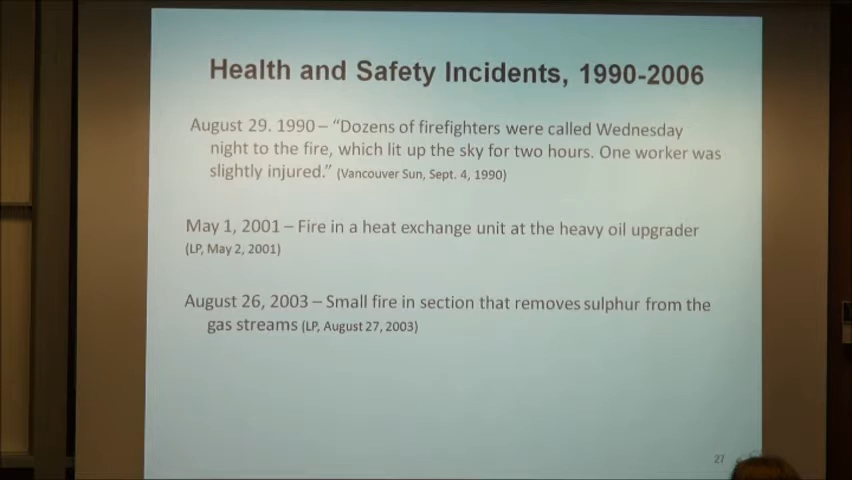 Health and Safety Incidents, 1990-2006
August 29. 1990 – “Dozens of firefighters were called Wednesday
night to the fire, which lit up the sky for two hours. One worker was
slightly injured.” (Vancouver Sun, Sept. 4, 1990)
May 1, 2001 – Fire in a heat exchange unit at the heavy oil upgrader
(LP, May 2, 2001)
August 26, 2003 – Small fire in section that removes sulphur from the
gas streams (LP, August 27, 2003)
27